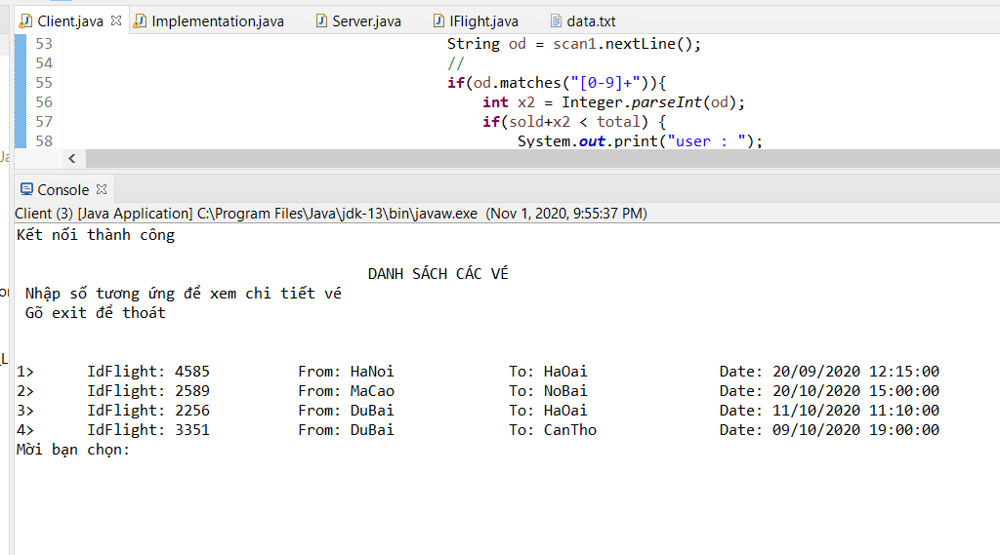 Client.java Implementation.java Server.java IFlight.java data.txt
53 String od = scan1.nextLine();
54 //
55 if(od.matches("[0-9]+")){
56 int x2 = Integer.parseInt(od);
57 if(sold+x2 < total) {
58 System.out.print("user : ");
Console
Client (3) [Java Application] C:\Program Files\Java\jdk-13\bin\javaw.exe (Nov 1, 2020, 9:55:37 PM)
Kết nối thành công
DANH SÁCH CÁC VÉ
Nhập số tương ứng để xem chi tiết vé
Gõ exit để thoát
1> IdFlight: 4585 From: HaNoi To: HaOai Date: 20/09/2020 12:15:00
2> IdFlight: 2589 From: MaCao To: NoBai Date: 20/10/2020 15:00:00
3> IdFlight: 2256 From: DuBai To: HaOai Date: 11/10/2020 11:10:00
4> IdFlight: 3351 From: DuBai To: CanTho Date: 09/10/2020 19:00:00
Mời bạn chọn: